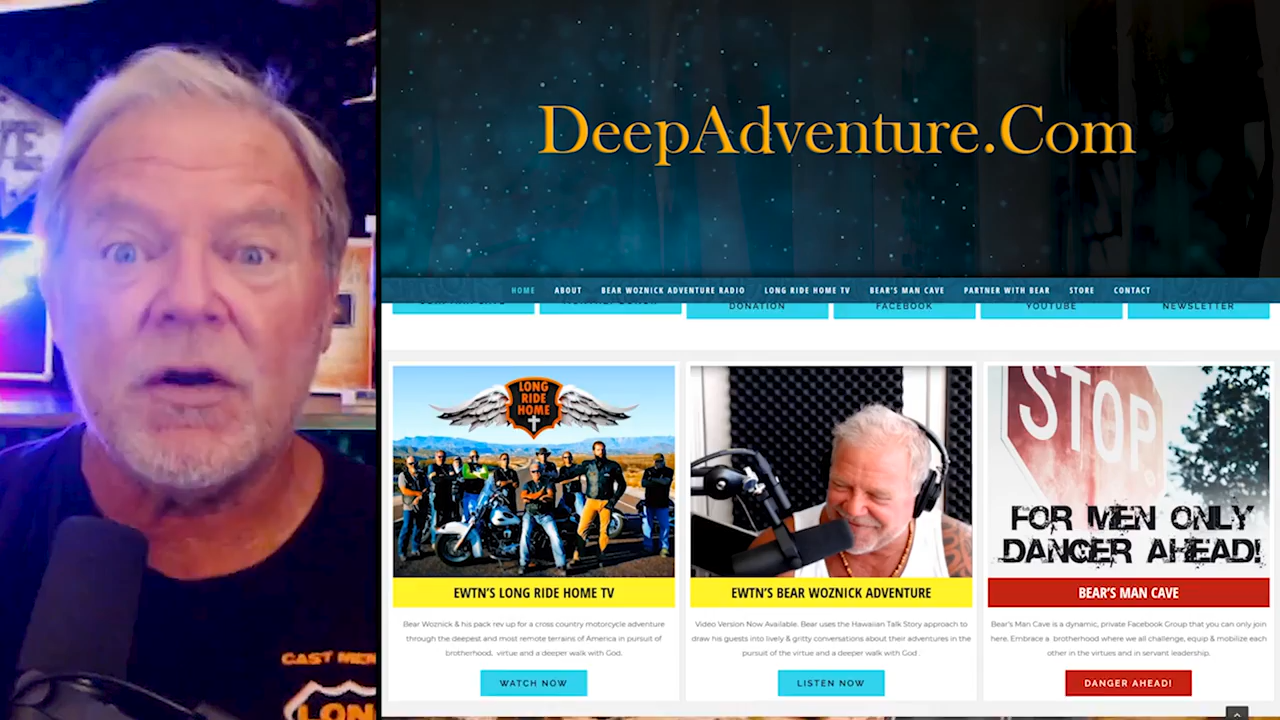 DeepAdventure.Com
HOME ABOUT BEAR WOZNICK ADVENTURE RADIO LONG RIDE HOME TV BEAR'S MAN CAVE PARTNER WITH BEAR STORE CONTACT
DONATION FACEBOOK YOUTUBE NEWSLETTER
LONG
RIDE
HOME
STOP
FOR MEN ONLY
DANGER AHEAD!
EWTN'S LONG RIDE HOME TV
Bear Woznick & his pack rev up for a cross country motorcycle adventure
through the deepest and most remote terrains of America in pursuit of
brotherhood, virtue and a deeper walk with God.
WATCH NOW
EWTN'S BEAR WOZNICK ADVENTURE
Video Version Now Available. Bear uses the Hawaiian Talk Story approach to
draw his guests into lively & gritty conversations about their adventures in the
pursuit of the virtue and a deeper walk with God .
LISTEN NOW
BEAR'S MAN CAVE
Bear's Man Cave is a dynamic, private Facebook Group that you can only join
here. Embrace a brotherhood where we all challenge, equip & mobilize each
other in the virtues and in servant leadership.
DANGER AHEAD!
CAST MEM
LON